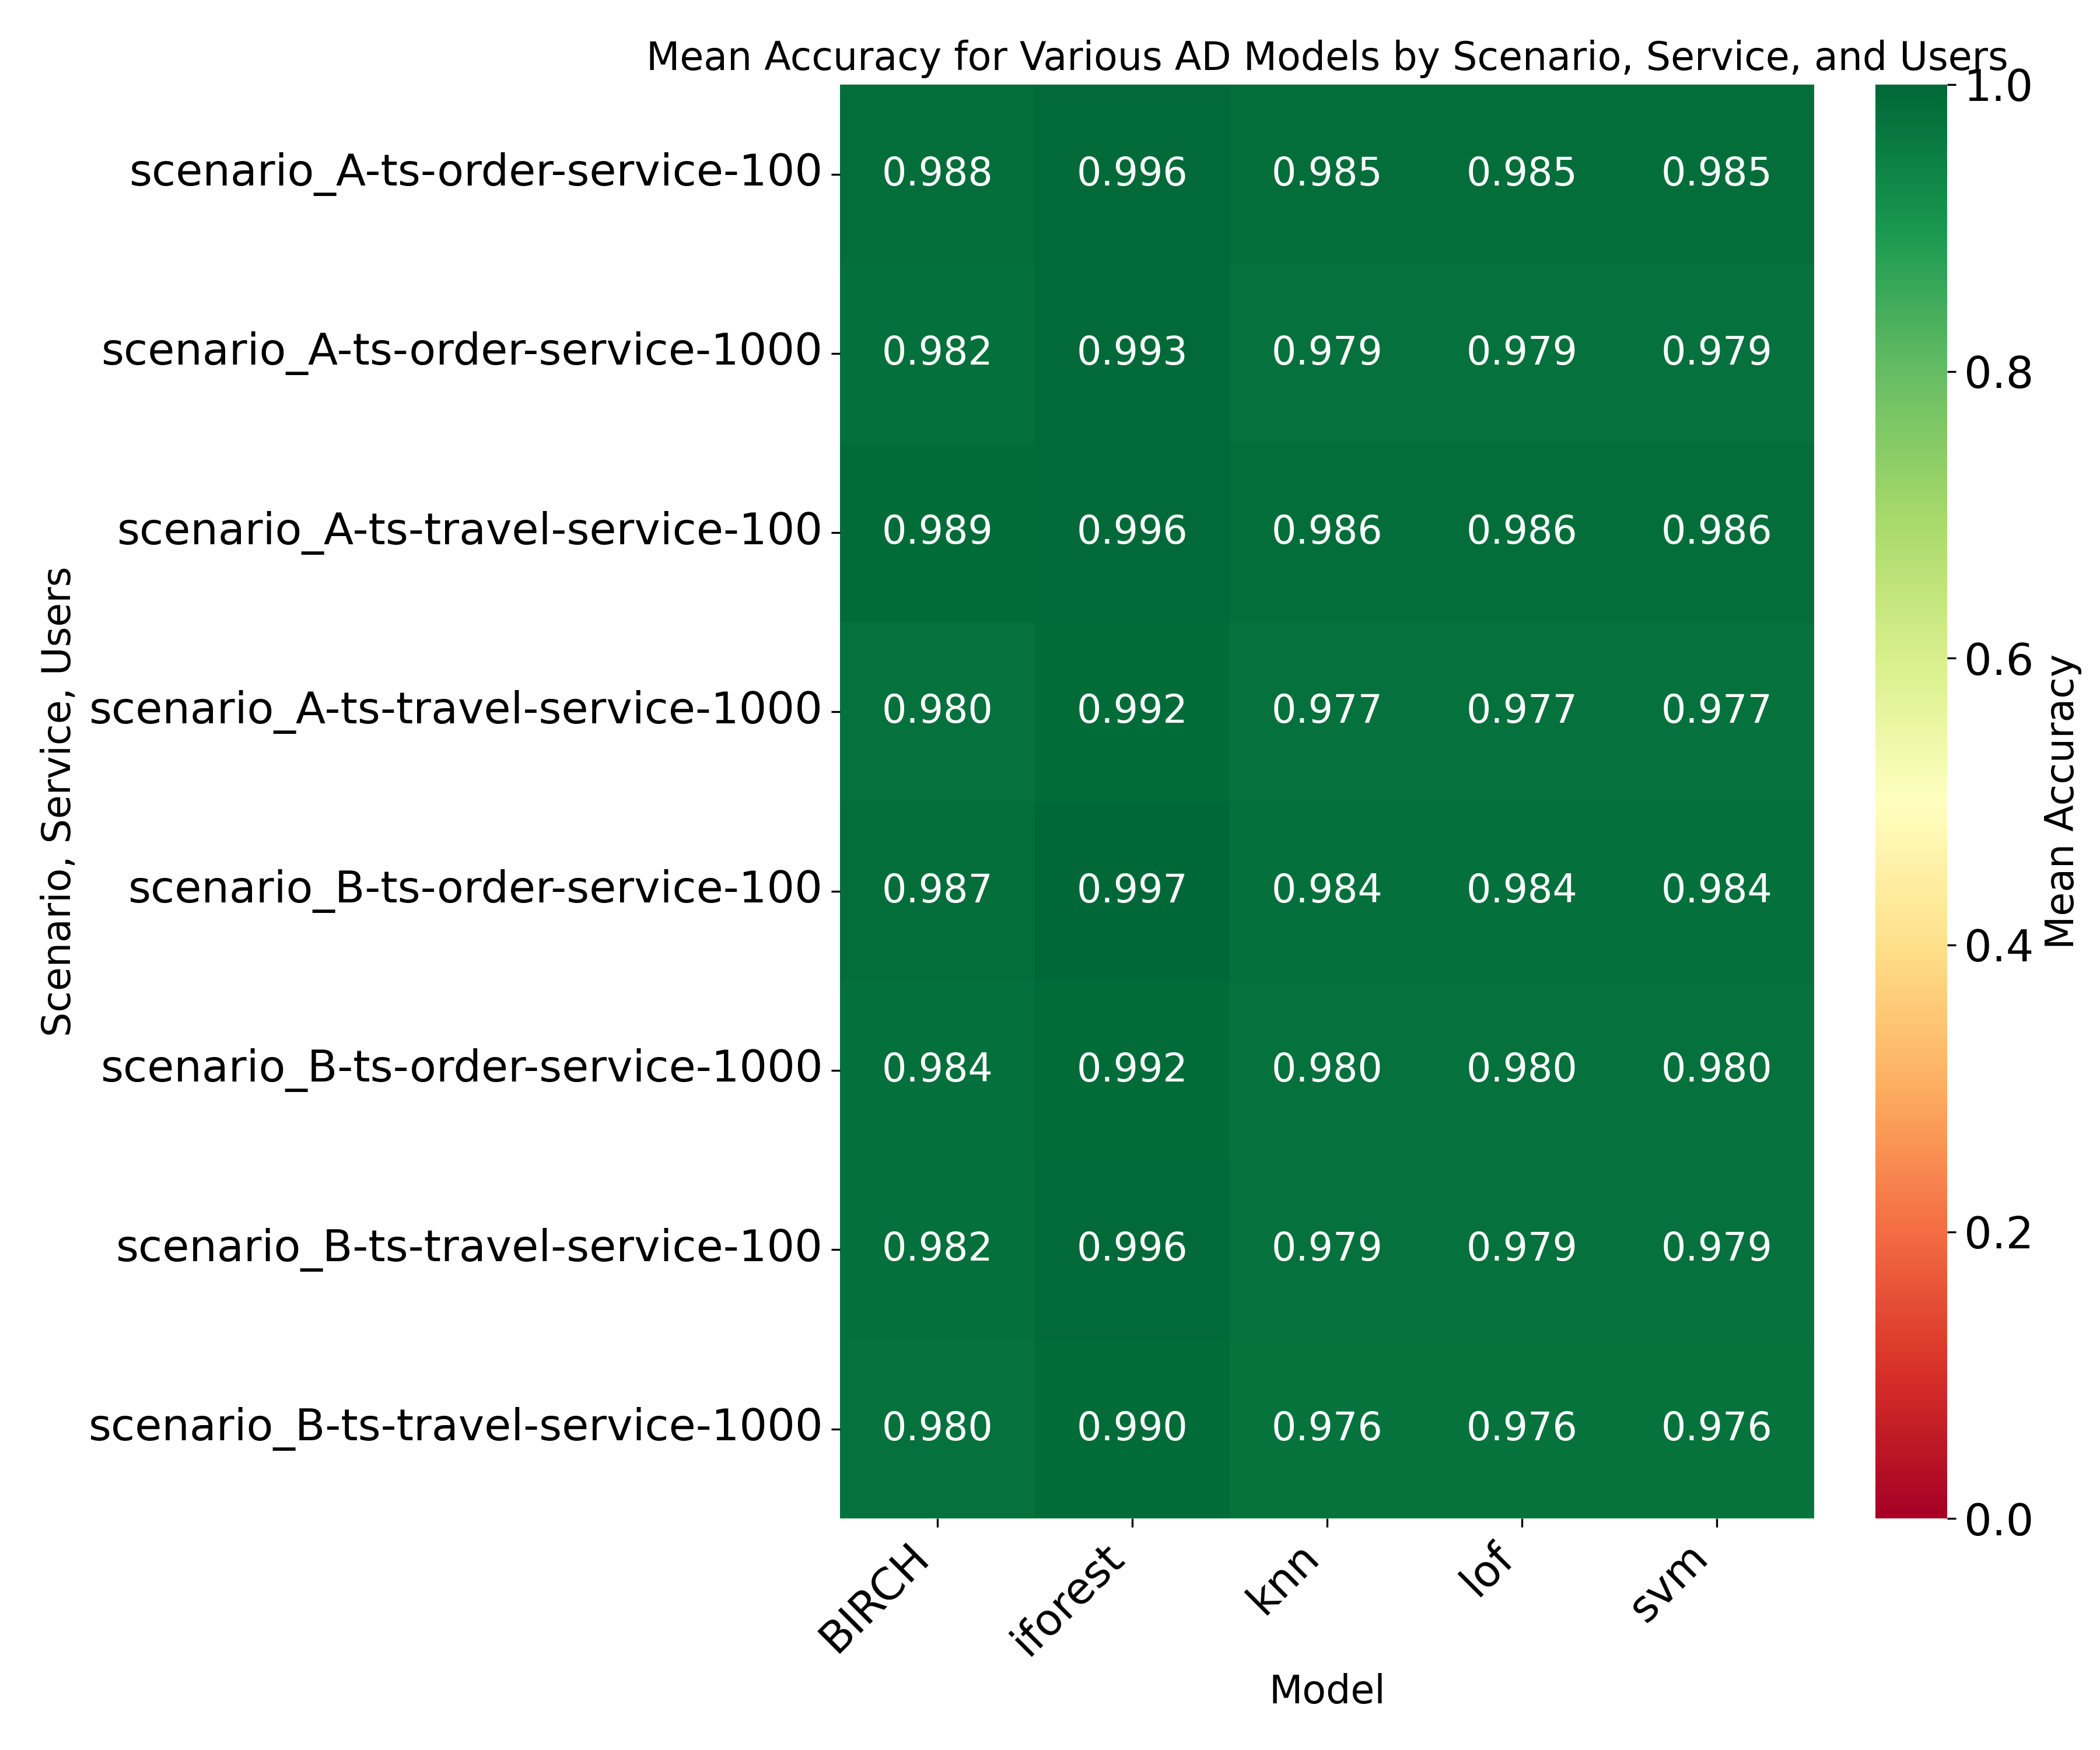 Mean Accuracy for Various AD Models by Scenario, Service, and Users
Scenario, Service, Users
scenario_A-ts-order-service-100 0.988 0.996 0.985 0.985 0.985
scenario_A-ts-order-service-1000 0.982 0.993 0.979 0.979 0.979
scenario_A-ts-travel-service-100 0.989 0.996 0.986 0.986 0.986
scenario_A-ts-travel-service-1000 0.980 0.992 0.977 0.977 0.977
scenario_B-ts-order-service-100 0.987 0.997 0.984 0.984 0.984
scenario_B-ts-order-service-1000 0.984 0.992 0.980 0.980 0.980
scenario_B-ts-travel-service-100 0.982 0.996 0.979 0.979 0.979
scenario_B-ts-travel-service-1000 0.980 0.990 0.976 0.976 0.976
BIRCH iforest knn lof svm
Model
1.0
0.8
0.6
0.4
0.2
0.0
Mean Accuracy